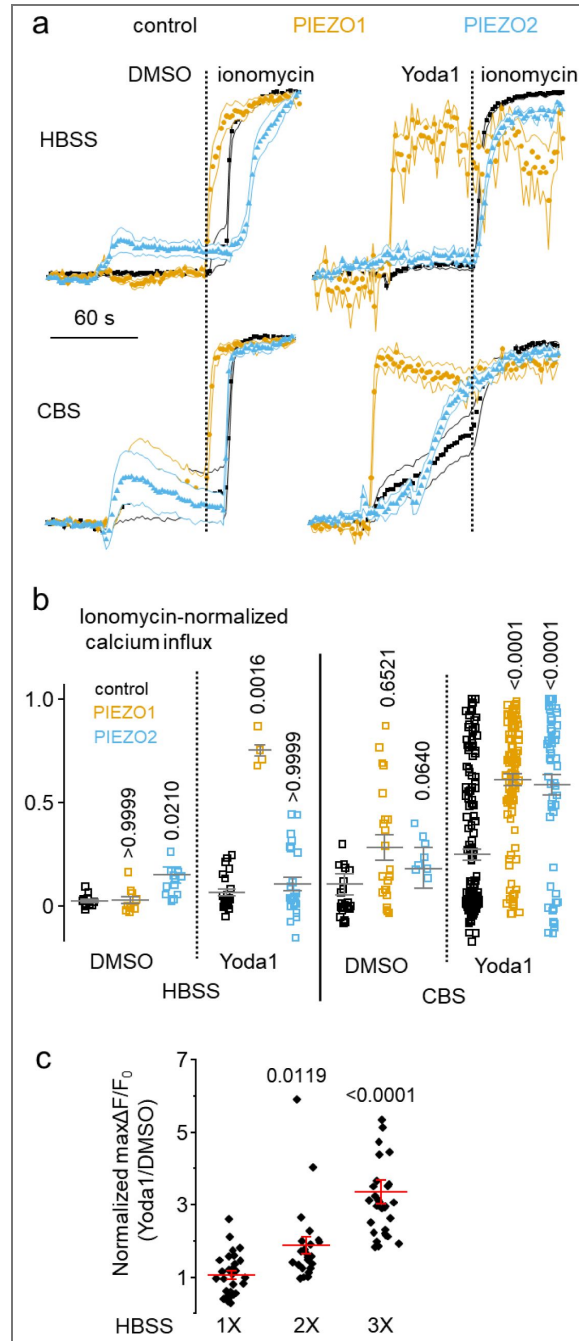 a
control PIEZO1 PIEZO2
DMSO ionomycin Yoda1 ionomycin
HBSS
60 s
CBS
b
Ionomycin-normalized
calcium influx
control
PIEZO1
PIEZO2
>0.9999 0.0210 0.0016 >0.9999 0.6521 0.0640 <0.0001 <0.0001
1.0
0.5
0
DMSO Yoda1 DMSO Yoda1
HBSS CBS
c
Normalized maxΔF/F0
(Yoda1/DMSO)
7
5
3
1
0.0119 <0.0001
HBSS 1X 2X 3X